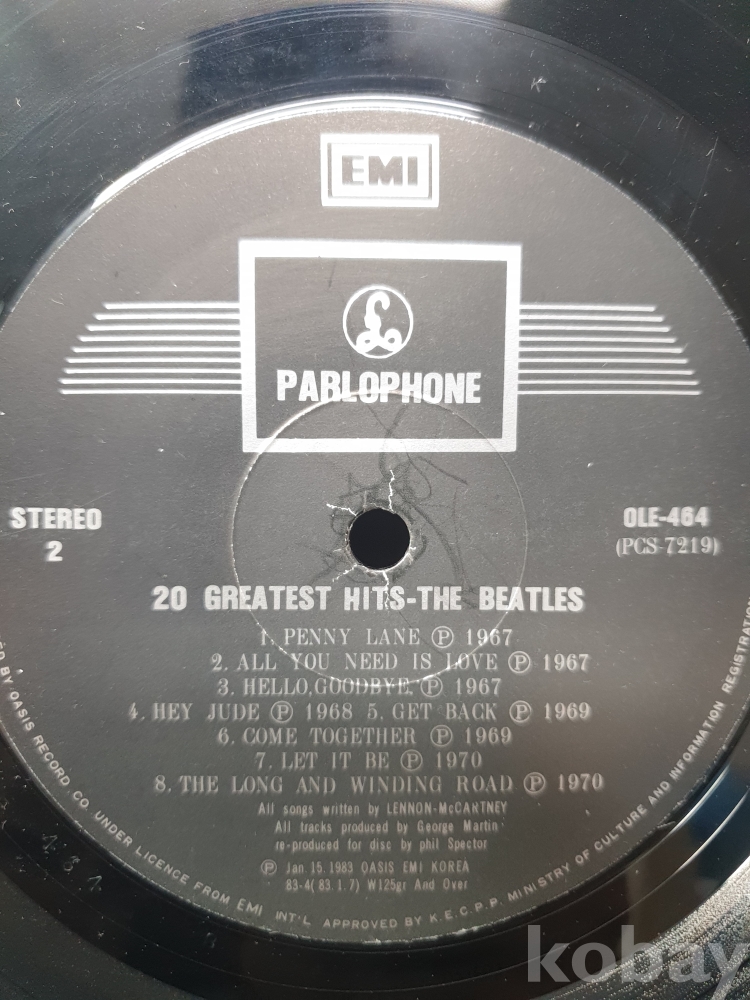 EMI
£
PARLOPHONE
STEREO
2
OLE-464
(PCS-7219)
20 GREATEST HITS-THE BEATLES
1. PENNY LANE Ⓟ 1967
2. ALL YOU NEED IS LOVE Ⓟ 1967
3. HELLO,GOODBYE. Ⓟ 1967
4. HEY JUDE Ⓟ 1968 5. GET BACK Ⓟ 1969
6. COME TOGETHER Ⓟ 1969
7. LET IT BE Ⓟ 1970
8. THE LONG AND WINDING ROAD Ⓟ 1970
All songs written by LENNON-McCARTNEY
All tracks produced by George Martin
re-produced for disc by phil Spector
Ⓟ Jan 15.1983 OASIS EMI KOREA
83-4(83.1.7) W125gr And Over
BY OASIS RECORD CO. UNDER LICENCE FROM EMI INT'L APPROVED BY K.E.C.P.P. MINISTRY OF CULTURE AND INFORMATION REGISTRATION
kobay